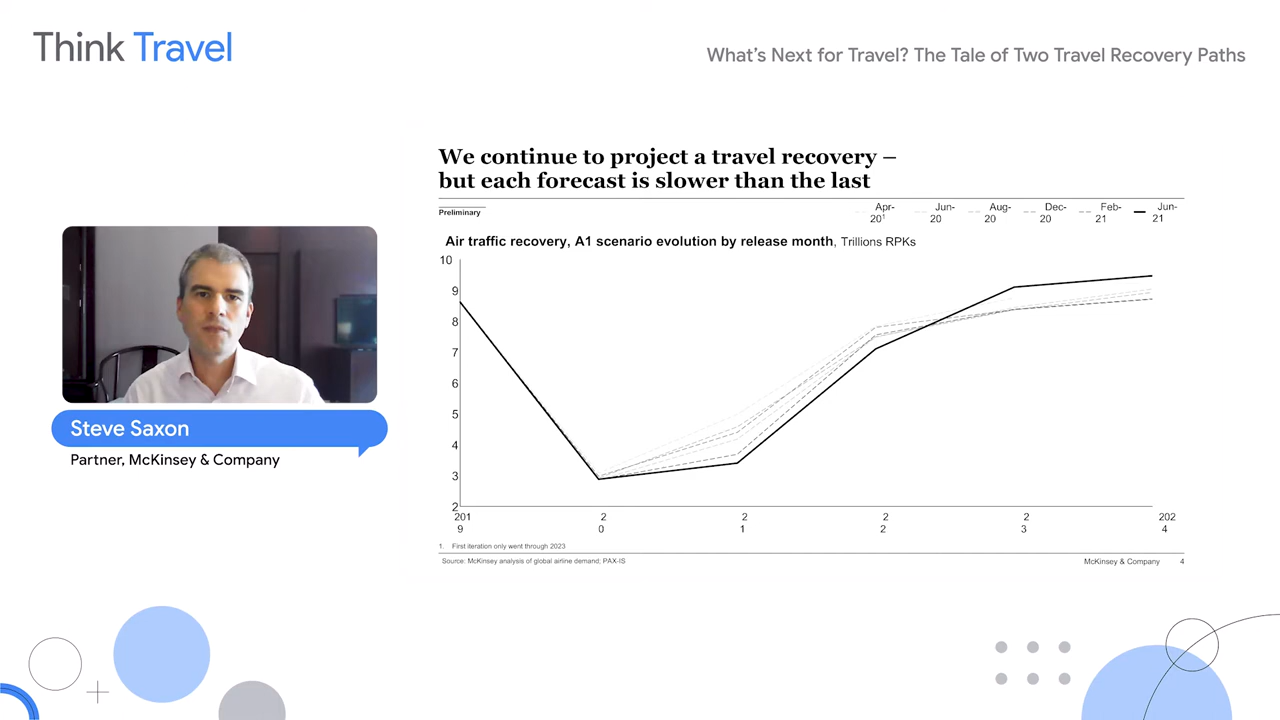 Think Travel
What's Next for Travel? The Tale of Two Travel Recovery Paths
We continue to project a travel recovery –
but each forecast is slower than the last
Preliminary
Apr-
20¹
Jun-
20
Aug-
20
Dec-
20
Feb-
21
Jun-
21
Air traffic recovery, A1 scenario evolution by release month, Trillions RPKs
10
9
8
7
6
5
4
3
2
201
9
2
0
2
1
2
2
2
3
202
4
1. First iteration only went through 2023
Source: McKinsey analysis of global airline demand; PAX-IS
McKinsey & Company 4
Steve Saxon
Partner, McKinsey & Company